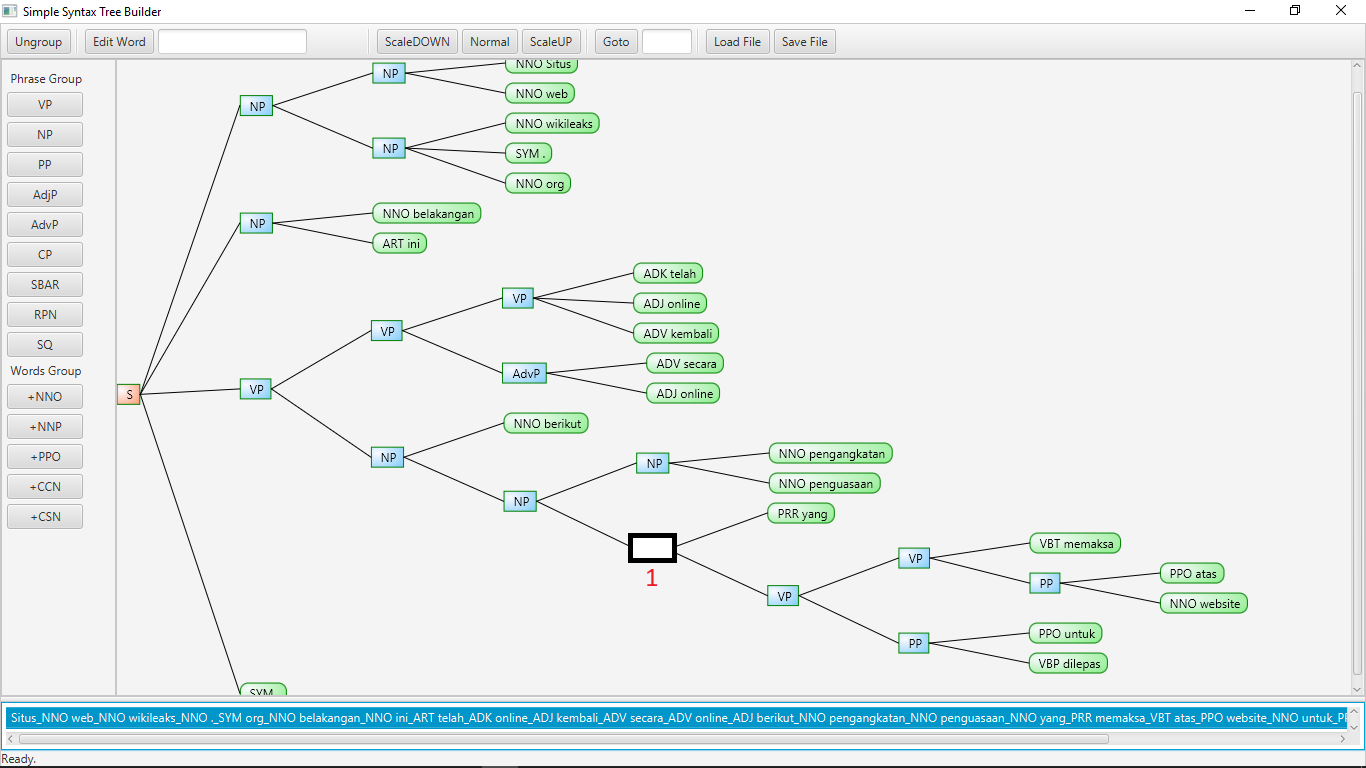 Simple Syntax Tree Builder
Ungroup Edit Word ScaleDOWN Normal ScaleUP Goto Load File Save File
Phrase Group
VP
NP
PP
AdjP
AdvP
CP
SBAR
RPN
SQ
Words Group
+NNO
+NNP
+PPO
+CCN
+CSN
S
NP
NP
NNO Situs
NNO web
NP
NNO wikileaks
SYM .
NNO org
NP
NNO belakangan
ART ini
VP
VP
VP
ADK telah
ADJ online
ADV kembali
AdvP
ADV secara
ADJ online
NP
NNO berikut
NP
NP
NNO pengangkatan
NNO penguasaan
1
PRR yang
VP
VP
VBT memaksa
PP
PPO atas
NNO website
PP
PPO untuk
VBP dilepas
SYM
Situs_NNO web_NNO wikileaks_NNO ._SYM org_NNO belakangan_NNO ini_ART telah_ADK online_ADJ kembali_ADV secara_ADV online_ADJ berikut_NNO pengangkatan_NNO penguasaan_NNO yang_PRR memaksa_VBT atas_PPO website_NNO untuk_
Ready.